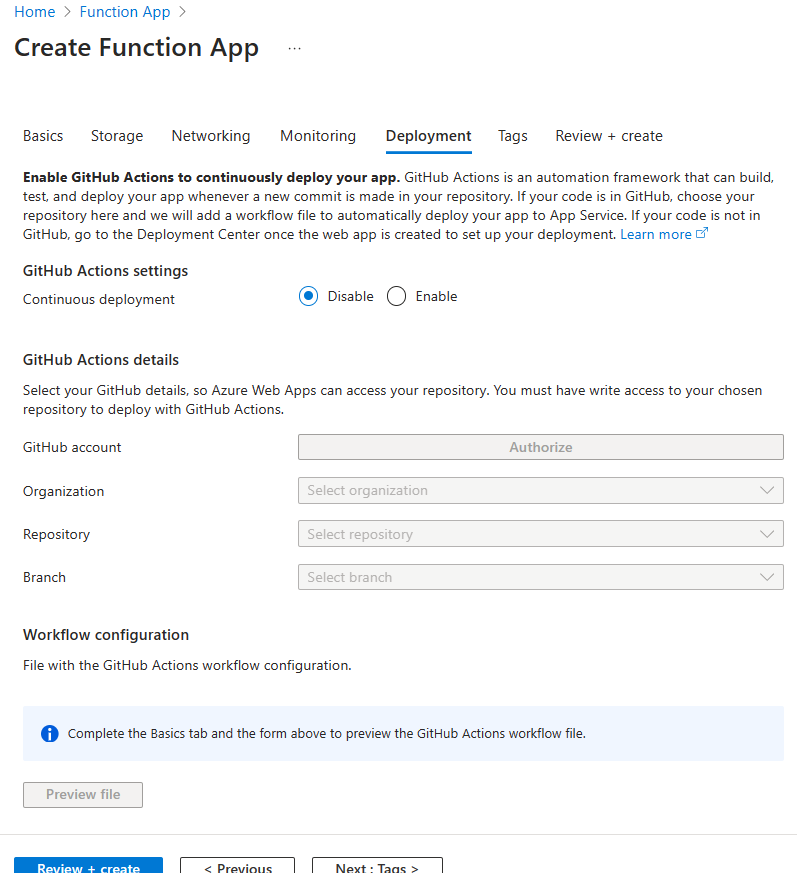 Home > Function App >
Create Function App ...
Basics Storage Networking Monitoring Deployment Tags Review + create
Enable GitHub Actions to continuously deploy your app. GitHub Actions is an automation framework that can build,
test, and deploy your app whenever a new commit is made in your repository. If your code is in GitHub, choose your
repository here and we will add a workflow file to automatically deploy your app to App Service. If your code is not in
GitHub, go to the Deployment Center once the web app is created to set up your deployment. Learn more
GitHub Actions settings
Continuous deployment Disable Enable
GitHub Actions details
Select your GitHub details, so Azure Web Apps can access your repository. You must have write access to your chosen
repository to deploy with GitHub Actions.
GitHub account Authorize
Organization Select organization
Repository Select repository
Branch Select branch
Workflow configuration
File with the GitHub Actions workflow configuration.
Complete the Basics tab and the form above to preview the GitHub Actions workflow file.
Preview file
Review + create < Previous Next : Tags >